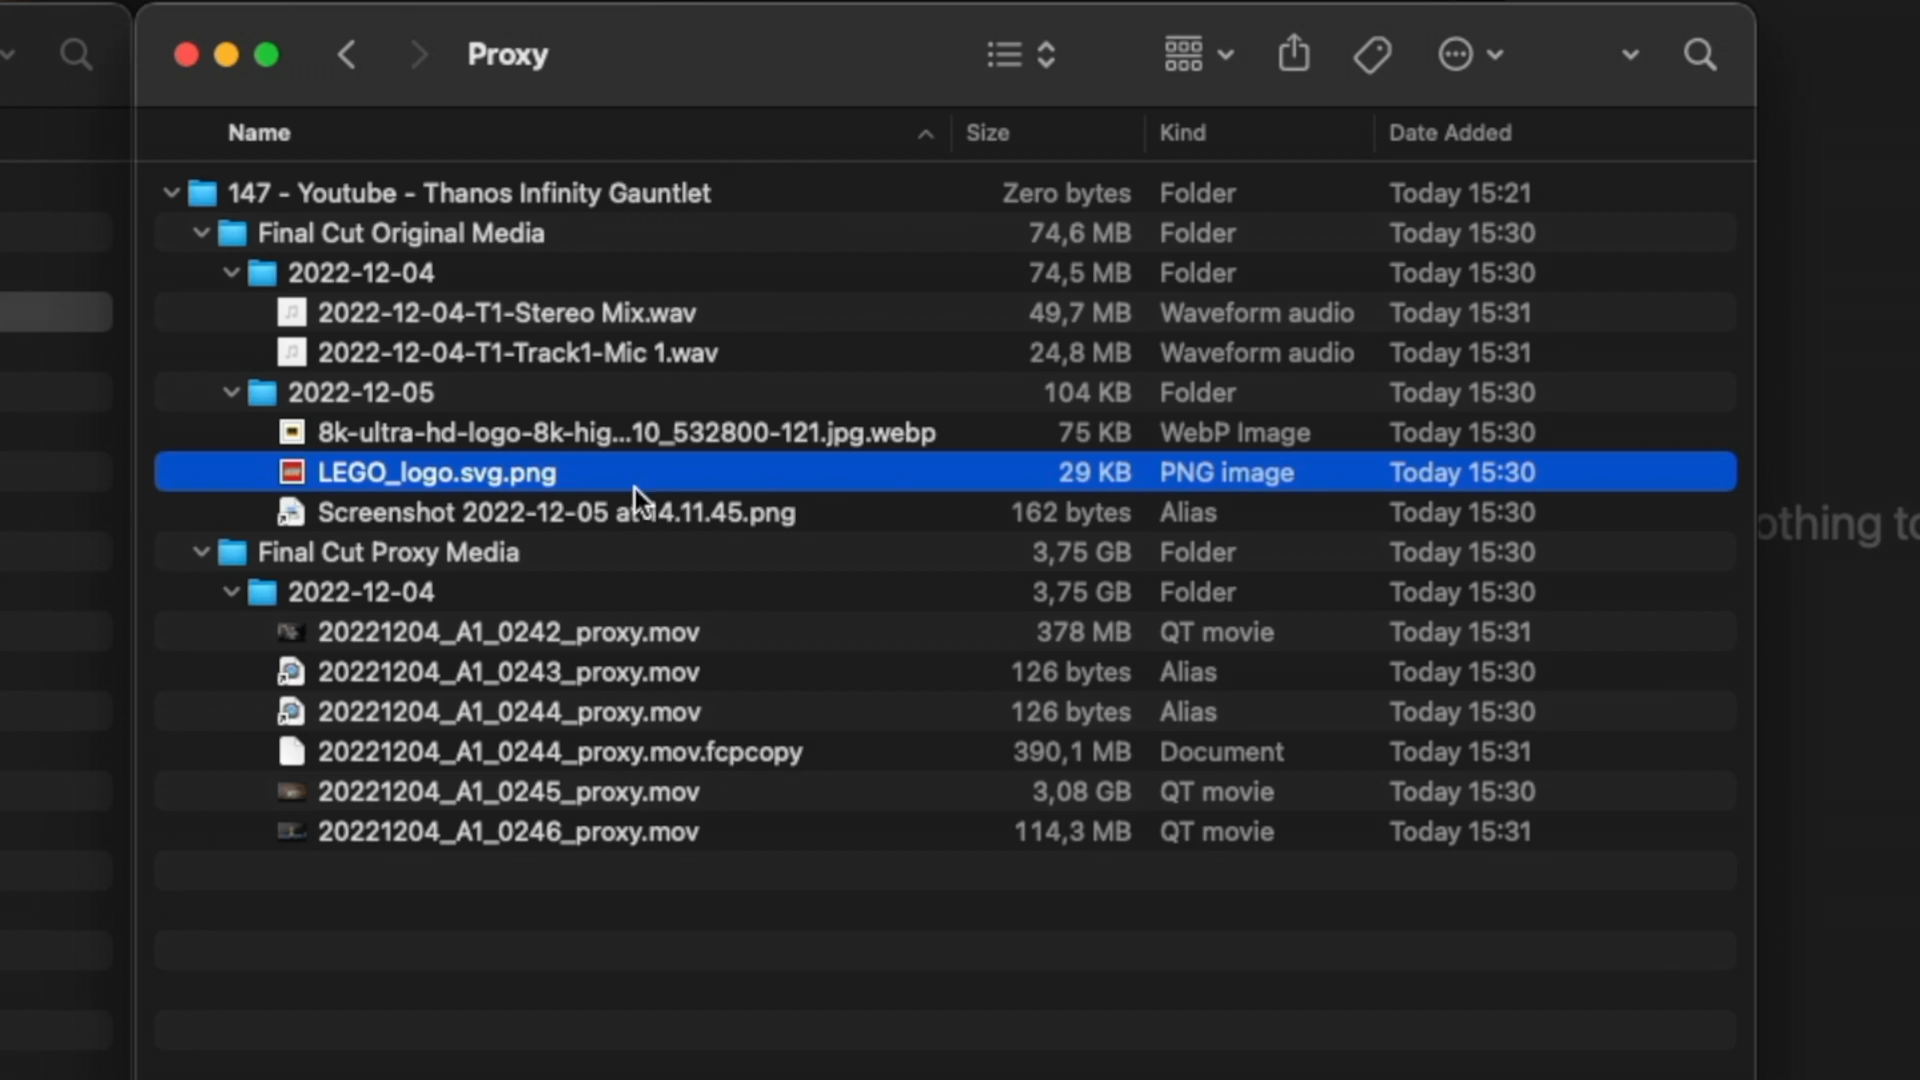 Proxy
Name Size Kind Date Added
147 - Youtube - Thanos Infinity Gauntlet Zero bytes Folder Today 15:21
Final Cut Original Media 74,6 MB Folder Today 15:30
2022-12-04 74,5 MB Folder Today 15:30
2022-12-04-T1-Stereo Mix.wav 49,7 MB Waveform audio Today 15:31
2022-12-04-T1-Track1-Mic 1.wav 24,8 MB Waveform audio Today 15:31
2022-12-05 104 KB Folder Today 15:30
8k-ultra-hd-logo-8k-hig...10_532800-121.jpg.webp 75 KB WebP Image Today 15:30
LEGO_logo.svg.png 29 KB PNG image Today 15:30
Screenshot 2022-12-05 at 14.11.45.png 162 bytes Alias Today 15:30
othing to
Final Cut Proxy Media 3,75 GB Folder Today 15:30
2022-12-04 3,75 GB Folder Today 15:30
20221204_A1_0242_proxy.mov 378 MB QT movie Today 15:31
20221204_A1_0243_proxy.mov 126 bytes Alias Today 15:30
20221204_A1_0244_proxy.mov 126 bytes Alias Today 15:30
20221204_A1_0244_proxy.mov.fcpcopy 390,1 MB Document Today 15:31
20221204_A1_0245_proxy.mov 3,08 GB QT movie Today 15:30
20221204_A1_0246_proxy.mov 114,3 MB QT movie Today 15:31